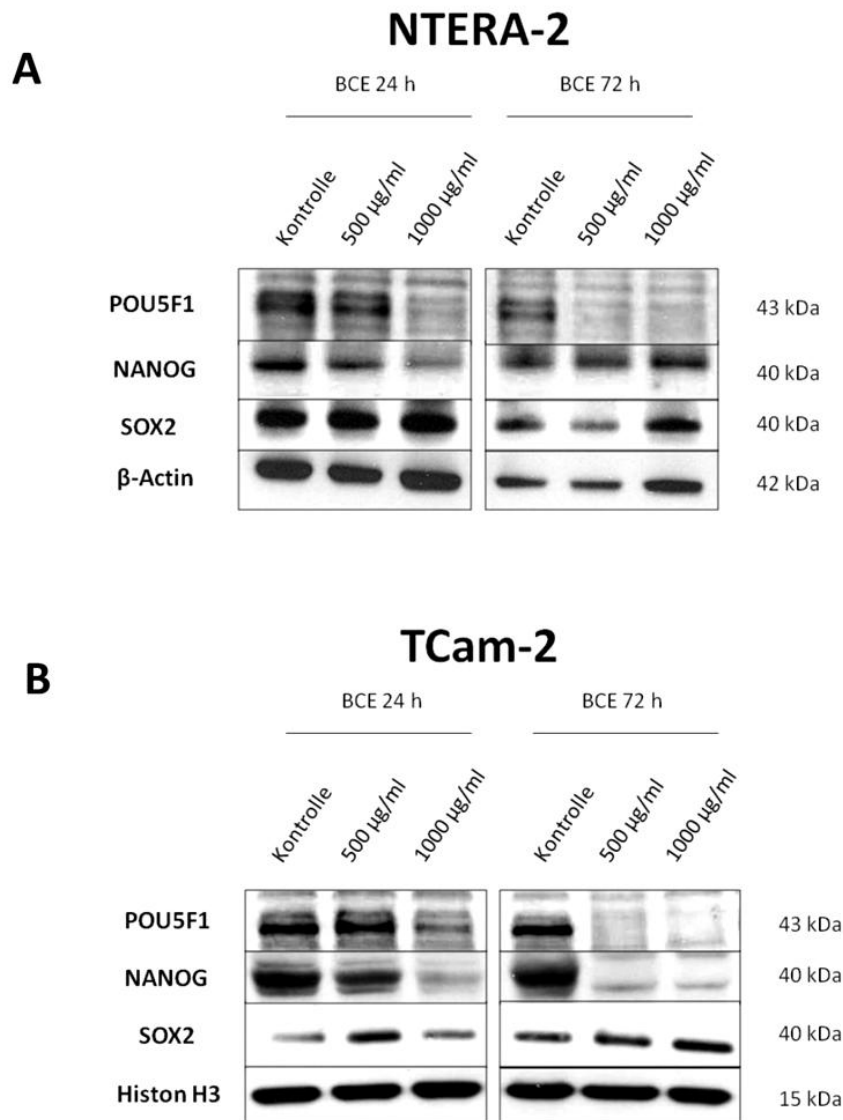 NTERA-2
A
BCE 24 h BCE 72 h
Kontrolle 500 µg/ml 1000 µg/ml Kontrolle 500 µg/ml 1000 µg/ml
POU5F1 43 kDa
NANOG 40 kDa
SOX2 40 kDa
β-Actin 42 kDa
TCam-2
B
BCE 24 h BCE 72 h
Kontrolle 500 µg/ml 1000 µg/ml Kontrolle 500 µg/ml 1000 µg/ml
POU5F1 43 kDa
NANOG 40 kDa
SOX2 40 kDa
Histon H3 15 kDa